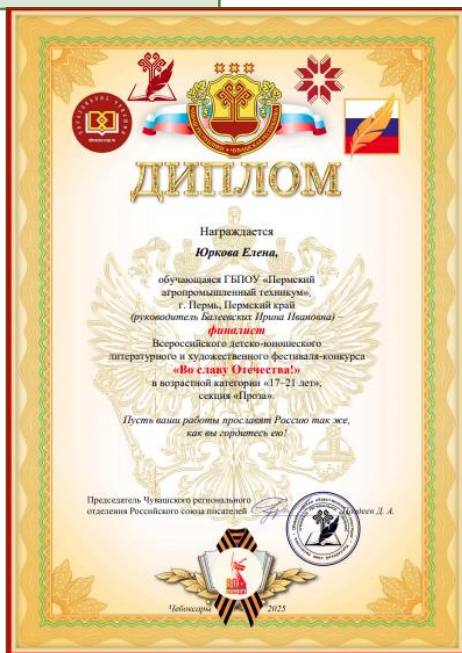 ДИПЛОМ
Награждается
Юркова Елена,
обучающаяся ГБПОУ «Пермский
агропромышленный техникум»,
г. Пермь, Пермский край
(руководитель Балеевских Ирина Ивановна) –
финалист
Всероссийского детско-юношеского
литературного и художественного фестиваля-конкурса
«Во славу Отечества!»
в возрастной категории «17–21 лет»,
секция «Проза».
Пусть ваши работы прославят Россию так же,
как вы гордитесь ею!
Председатель Чувашского регионального
отделения Российского союза писателей
Д. А.
Чебоксары 2025